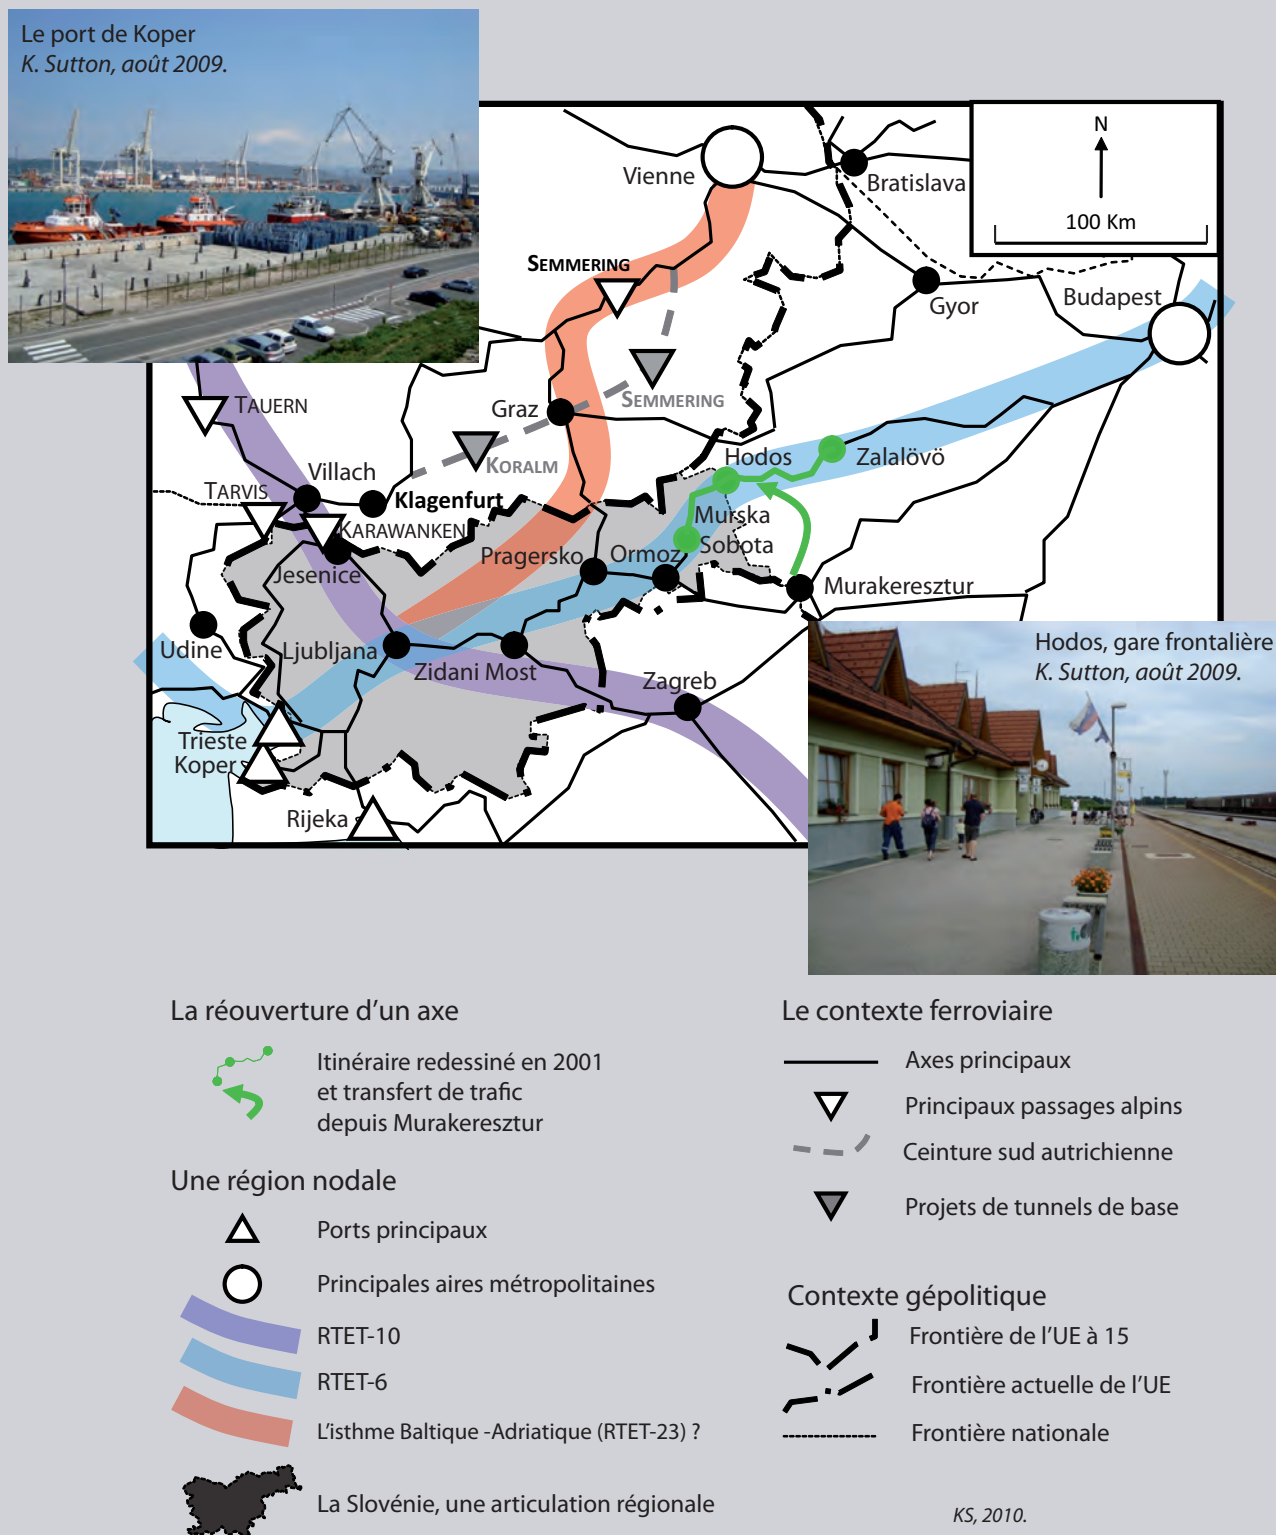 Le port de Koper
K. Sutton, août 2009.
N
100 Km
Vienne
Bratislava
SEMMERING
Gyor
Budapest
TAUERN
Graz
SEMMERING
KORALM
Villach
Klagenfurt
TARVIS
KARAWANKEN
Jesenice
Hodos
Zalalövö
Murska
Sobota
Pragersko
Ormoz
Murakeresztur
Udine
Ljubljana
Zidani Most
Zagreb
Trieste
Koper
Rijeka
Hodos, gare frontalière
K. Sutton, août 2009.
La réouverture d'un axe
Itinéraire redessiné en 2001
et transfert de trafic
depuis Murakeresztur
Une région nodale
Ports principaux
Principales aires métropolitaines
RTET-10
RTET-6
L'isthme Baltique -Adriatique (RTET-23) ?
La Slovénie, une articulation régionale
Le contexte ferroviaire
Axes principaux
Principaux passages alpins
Ceinture sud autrichienne
Projets de tunnels de base
Contexte gépolitique
Frontière de l'UE à 15
Frontière actuelle de l'UE
Frontière nationale
KS, 2010.